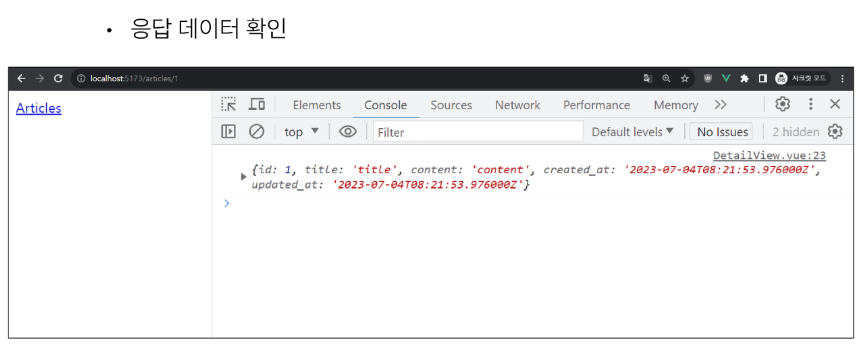 • 응답 데이터 확인
localhost:5173/articles/1 시크릿 모드
Articles
Elements Console Sources Network Performance Memory
top Filter Default levels No Issues 2 hidden
DetailView.vue:23
{id: 1, title: 'title', content: 'content', created_at: '2023-07-04T08:21:53.976000Z',
updated_at: '2023-07-04T08:21:53.976000Z'}